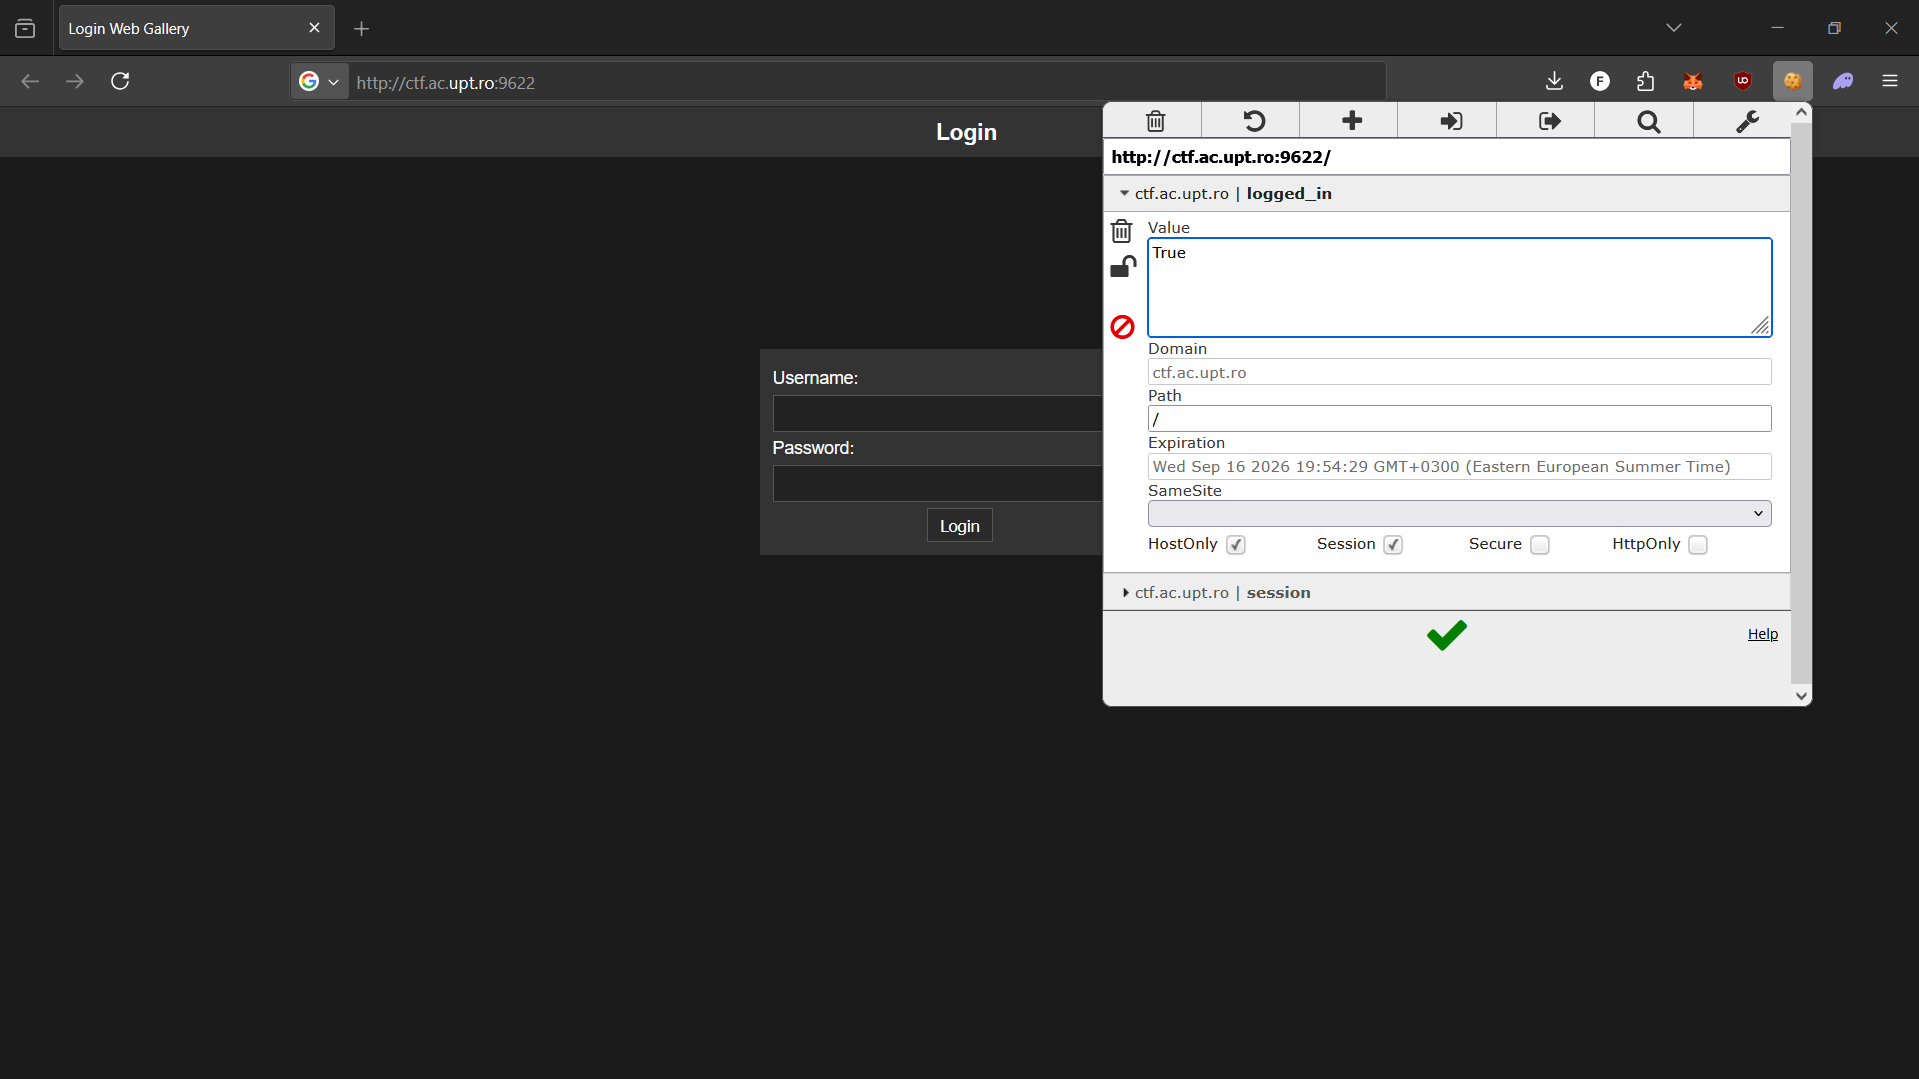 Login Web Gallery
http://ctf.ac.upt.ro:9622
Login
http://ctf.ac.upt.ro:9622/
ctf.ac.upt.ro | logged_in
Value
True
Domain
ctf.ac.upt.ro
Path
/
Expiration
Wed Sep 16 2026 19:54:29 GMT+0300 (Eastern European Summer Time)
SameSite
HostOnly Session Secure HttpOnly
ctf.ac.upt.ro | session
Help
Username:
Password:
Login